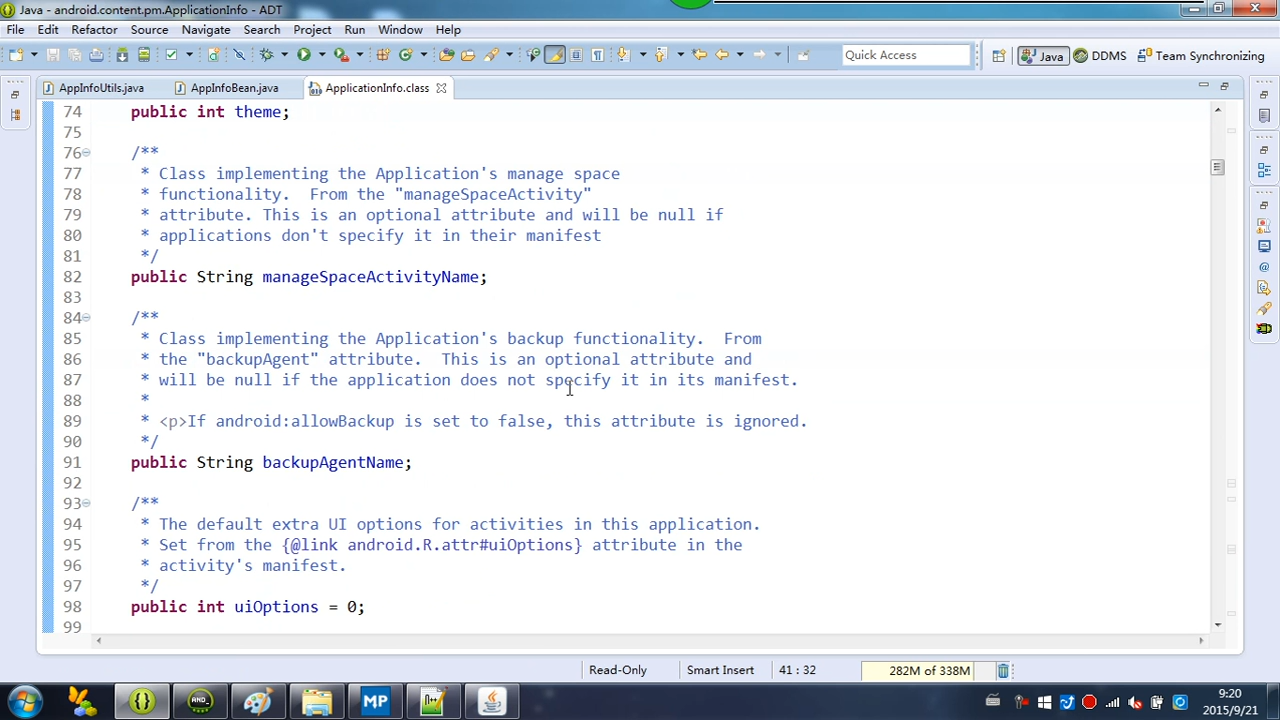 Java - android.content.pm.ApplicationInfo - ADT
File Edit Refactor Source Navigate Search Project Run Window Help
Quick Access Java DDMS Team Synchronizing
AppInfoUtils.java AppInfoBean.java ApplicationInfo.class
74 public int theme;
75
76 /**
77 * Class implementing the Application's manage space
78 * functionality.  From the "manageSpaceActivity"
79 * attribute. This is an optional attribute and will be null if
80 * applications don't specify it in their manifest
81 */
82 public String manageSpaceActivityName;
83
84 /**
85 * Class implementing the Application's backup functionality.  From
86 * the "backupAgent" attribute.  This is an optional attribute and
87 * will be null if the application does not specify it in its manifest.
88 *
89 * <p>If android:allowBackup is set to false, this attribute is ignored.
90 */
91 public String backupAgentName;
92
93 /**
94 * The default extra UI options for activities in this application.
95 * Set from the {@link android.R.attr#uiOptions} attribute in the
96 * activity's manifest.
97 */
98 public int uiOptions = 0;
99
Read-Only Smart Insert 41 : 32 282M of 338M
9:20
2015/9/21